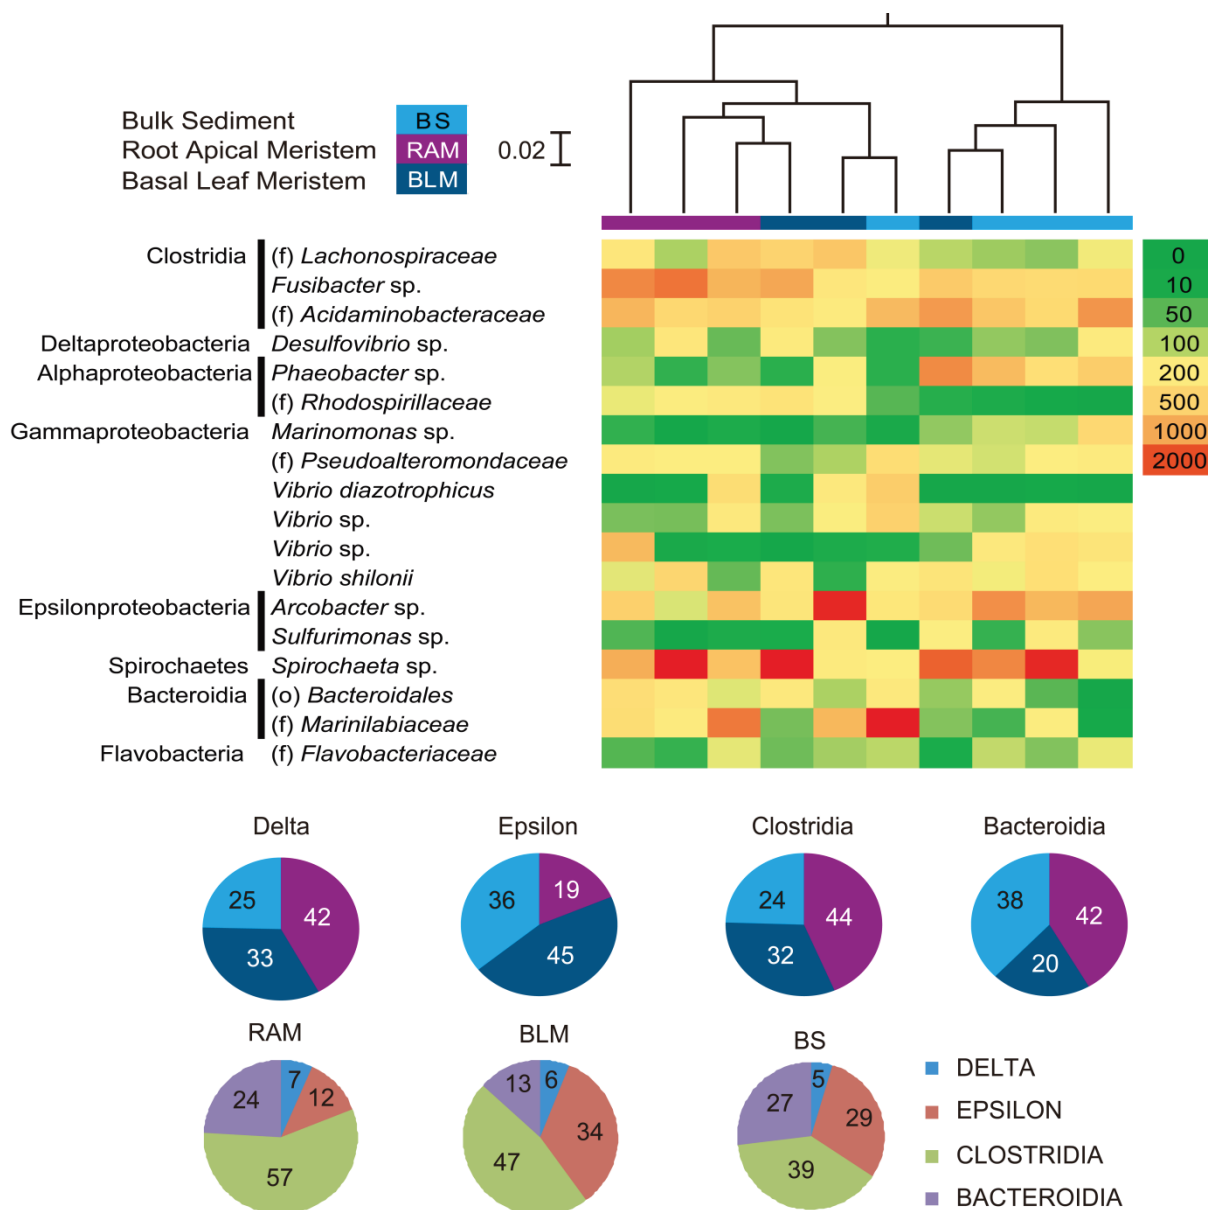 Bulk Sediment BS
Root Apical Meristem RAM 0.02
Basal Leaf Meristem BLM
Clostridia (f) Lachonospiraceae 0
Fusibacter sp. 10
(f) Acidaminobacteraceae 50
Deltaproteobacteria Desulfovibrio sp. 100
Alphaproteobacteria Phaeobacter sp. 200
(f) Rhodospirillaceae 500
Gammaproteobacteria Marinomonas sp. 1000
(f) Pseudoalteromondaceae 2000
Vibrio diazotrophicus
Vibrio sp.
Vibrio sp.
Vibrio shilonii
Epsilonproteobacteria Arcobacter sp.
Sulfurimonas sp.
Spirochaetes Spirochaeta sp.
Bacteroidia (o) Bacteroidales
(f) Marinilabiaceae
Flavobacteria (f) Flavobacteriaceae
Delta Epsilon Clostridia Bacteroidia
25 42 33 36 19 45 24 44 32 38 42 20
RAM BLM BS
7 12 57 24
6 34 47 13
5 29 39 27
DELTA
EPSILON
CLOSTRIDIA
BACTEROIDIA